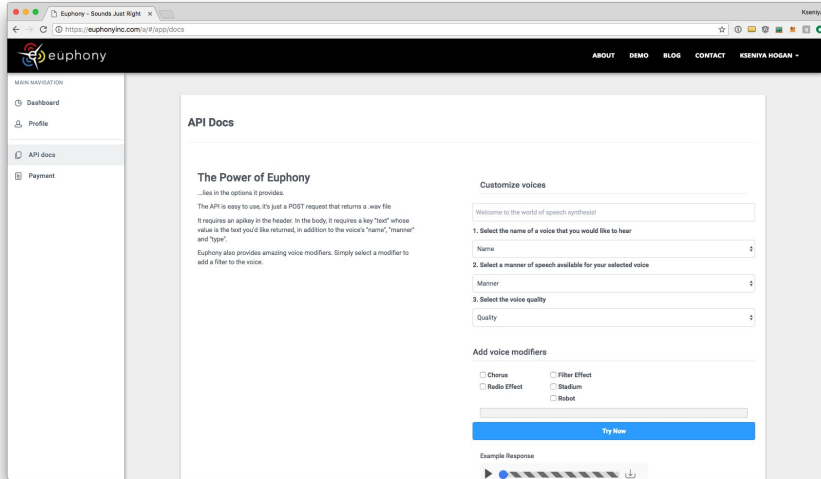 Euphony - Sounds Just Right
Kseniya
https://euphonyinc.com/a/#/app/docs
euphony
ABOUT DEMO BLOG CONTACT KSENIYA HOGAN
MAIN NAVIGATION
Dashboard
Profile
API docs
Payment
API Docs
The Power of Euphony
...lies in the options it provides.
The API is easy to use, it's just a POST request that returns a .wav file
It requires an apikey in the header. In the body, it requires a key "text" whose
value is the text you'd like returned, in addition to the voice's "name", "manner"
and "type".
Euphony also provides amazing voice modifiers. Simply select a modifier to
add a filter to the voice.
Customize voices
Welcome to the world of speech synthesis!
1. Select the name of a voice that you would like to hear
Name
2. Select a manner of speech available for your selected voice
Manner
3. Select the voice quality
Quality
Add voice modifiers
Chorus
Filter Effect
Radio Effect
Stadium
Robot
Try Now
Example Response